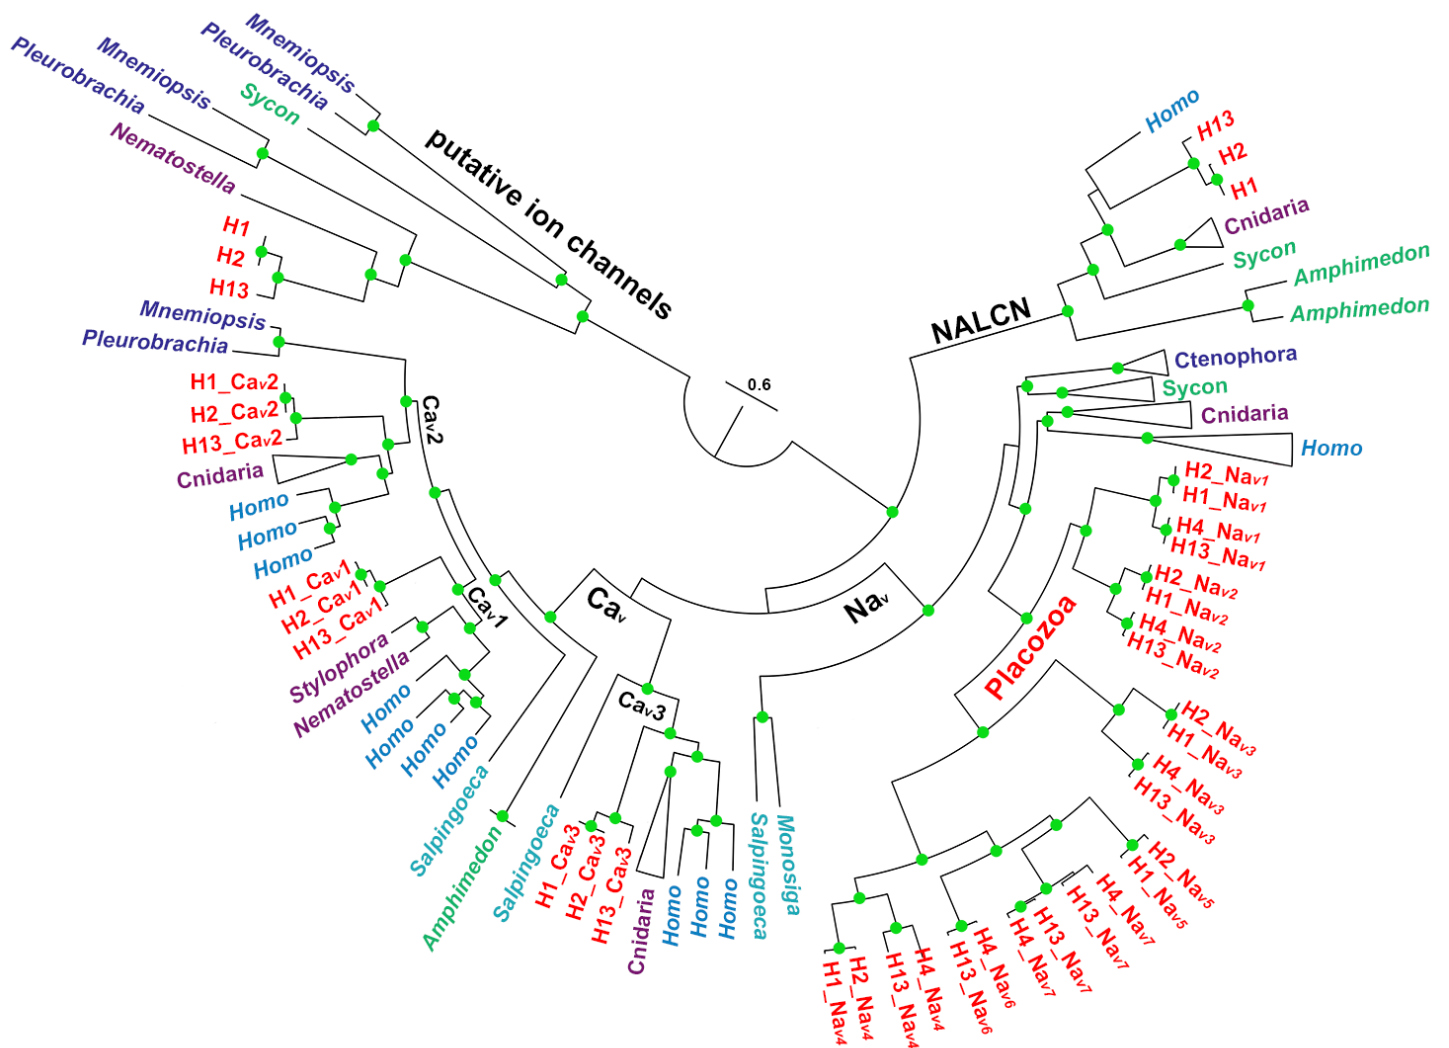 Mnemiopsis
Pleurobrachia
Sycon
Mnemiopsis
Pleurobrachia
Nematostella
putative ion channels
H1
H2
H13
Mnemiopsis
Pleurobrachia
H1_Cav2
H2_Cav2
H13_Cav2
Cav2
Cnidaria
Homo
Homo
Homo
H1_Cav1
H2_Cav1
H13_Cav1
Cav1
Stylophora
Nematostella
Homo
Homo
Homo
Homo
Salpingoeca
Amphimedon
Salpingoeca
Cav
Cav3
H1_Cav3
H2_Cav3
H13_Cav3
Cnidaria
Homo
Homo
Homo
Salpingoeca
Monosiga
0.6
NALCN
Homo
H13
H2
H1
Cnidaria
Sycon
Amphimedon
Amphimedon
Nav
Ctenophora
Sycon
Cnidaria
Homo
Placozoa
H2_Nav1
H1_Nav1
H4_Nav1
H13_Nav1
H2_Nav2
H1_Nav2
H4_Nav2
H13_Nav2
H2_Nav3
H1_Nav3
H4_Nav3
H13_Nav3
H2_Nav5
H1_Nav5
H4_Nav7
H13_Nav7
H13_Nav7
H4_Nav7
H4_Nav6
H13_Nav6
H4_Nav4
H13_Nav4
H2_Nav4
H1_Nav4